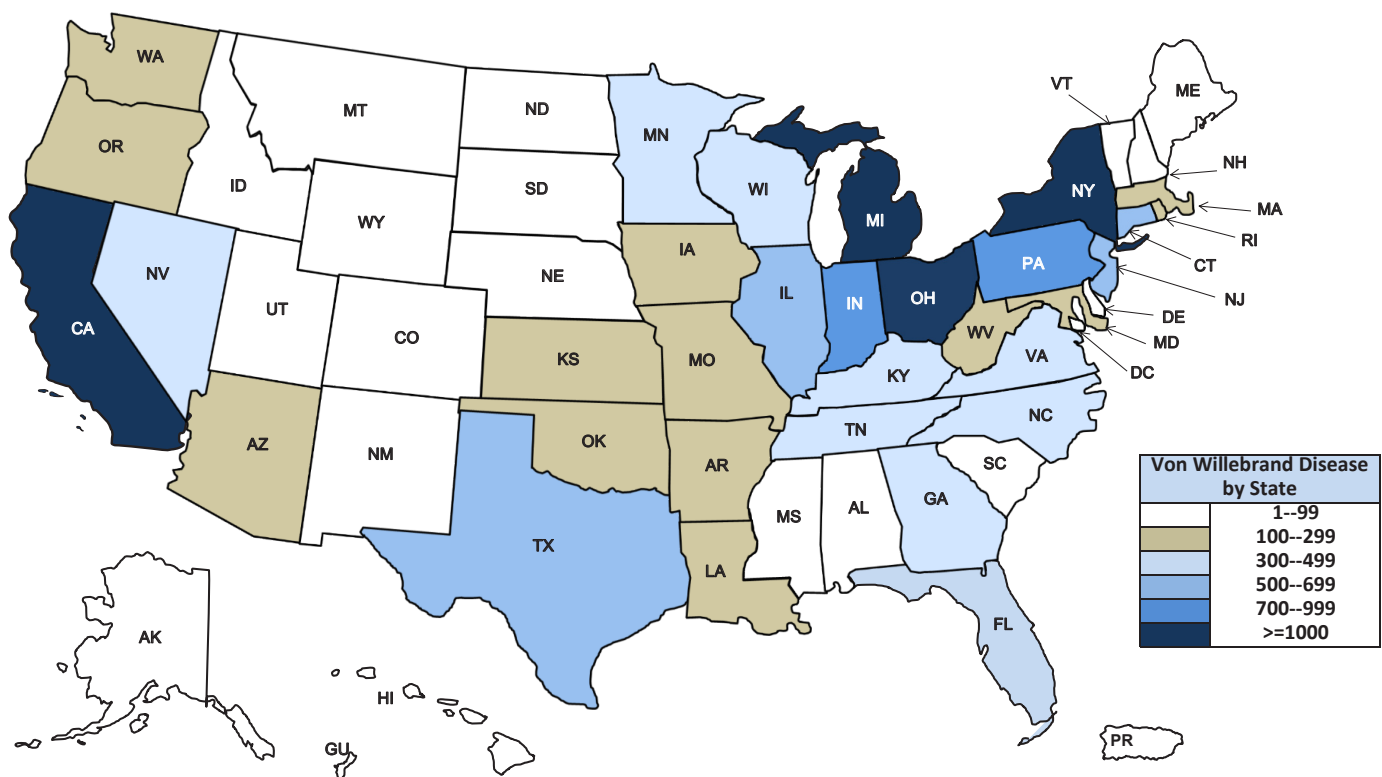 WA
MT
ND
MN
VT
ME
OR
ID
SD
WI
NY
NH
WY
MI
MA
RI
NV
IA
PA
CT
NE
UT
IL
IN
OH
NJ
CA
CO
WV
DE
MD
KS
MO
KY
VA
DC
AZ
NM
OK
AR
TN
NC
SC
MS
AL
GA
TX
LA
FL
AK
HI
GU
PR
Von Willebrand Disease
by State
1--99
100--299
300--499
500--699
700--999
>=1000